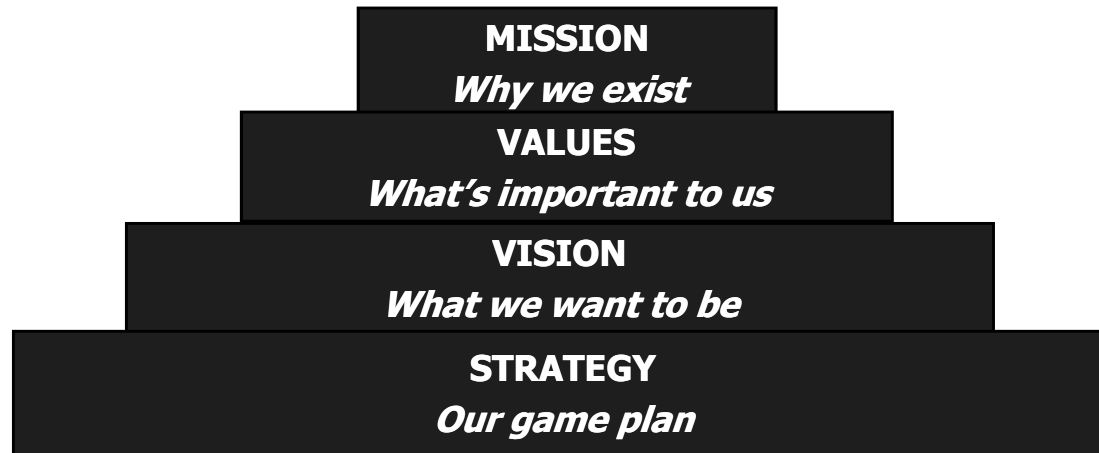 MISSION
Why we exist
VALUES
What’s important to us
VISION
What we want to be
STRATEGY
Our game plan